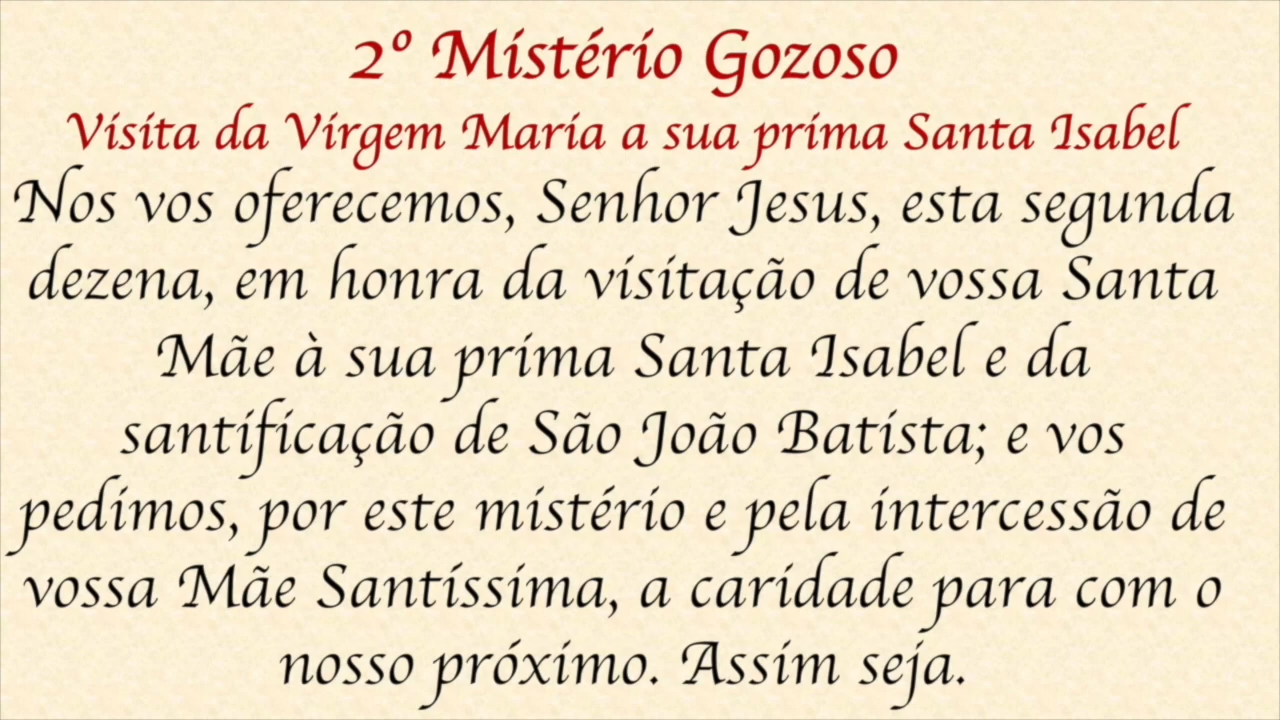 2º Mistério Gozoso
Visita da Virgem Maria a sua prima Santa Isabel
Nos vos oferecemos, Senhor Jesus, esta segunda
dezena, em honra da visitação de vossa Santa
Mãe à sua prima Santa Isabel e da
santificação de São João Batista; e vos
pedimos, por este mistério e pela intercessão de
vossa Mãe Santíssima, a caridade para com o
nosso próximo. Assim seja.